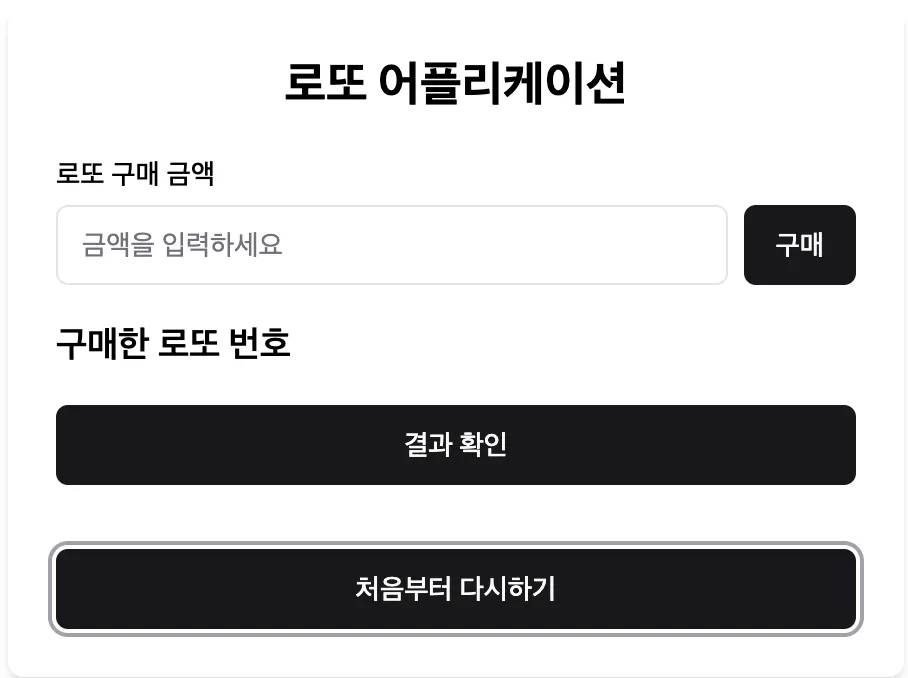 로또 어플리케이션
로또 구매 금액
금액을 입력하세요
구매
구매한 로또 번호
결과 확인
처음부터 다시하기